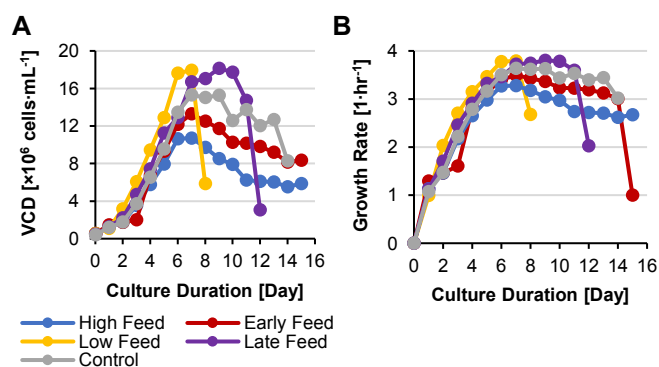 A
B
VCD [×10⁶ cells·mL⁻¹]
20
16
12
8
4
0
0 2 4 6 8 10 12 14 16
Culture Duration [Day]
Growth Rate [1·hr⁻¹]
4
3
2
1
0
0 2 4 6 8 10 12 14 16
Culture Duration [Day]
High Feed
Early Feed
Low Feed
Late Feed
Control